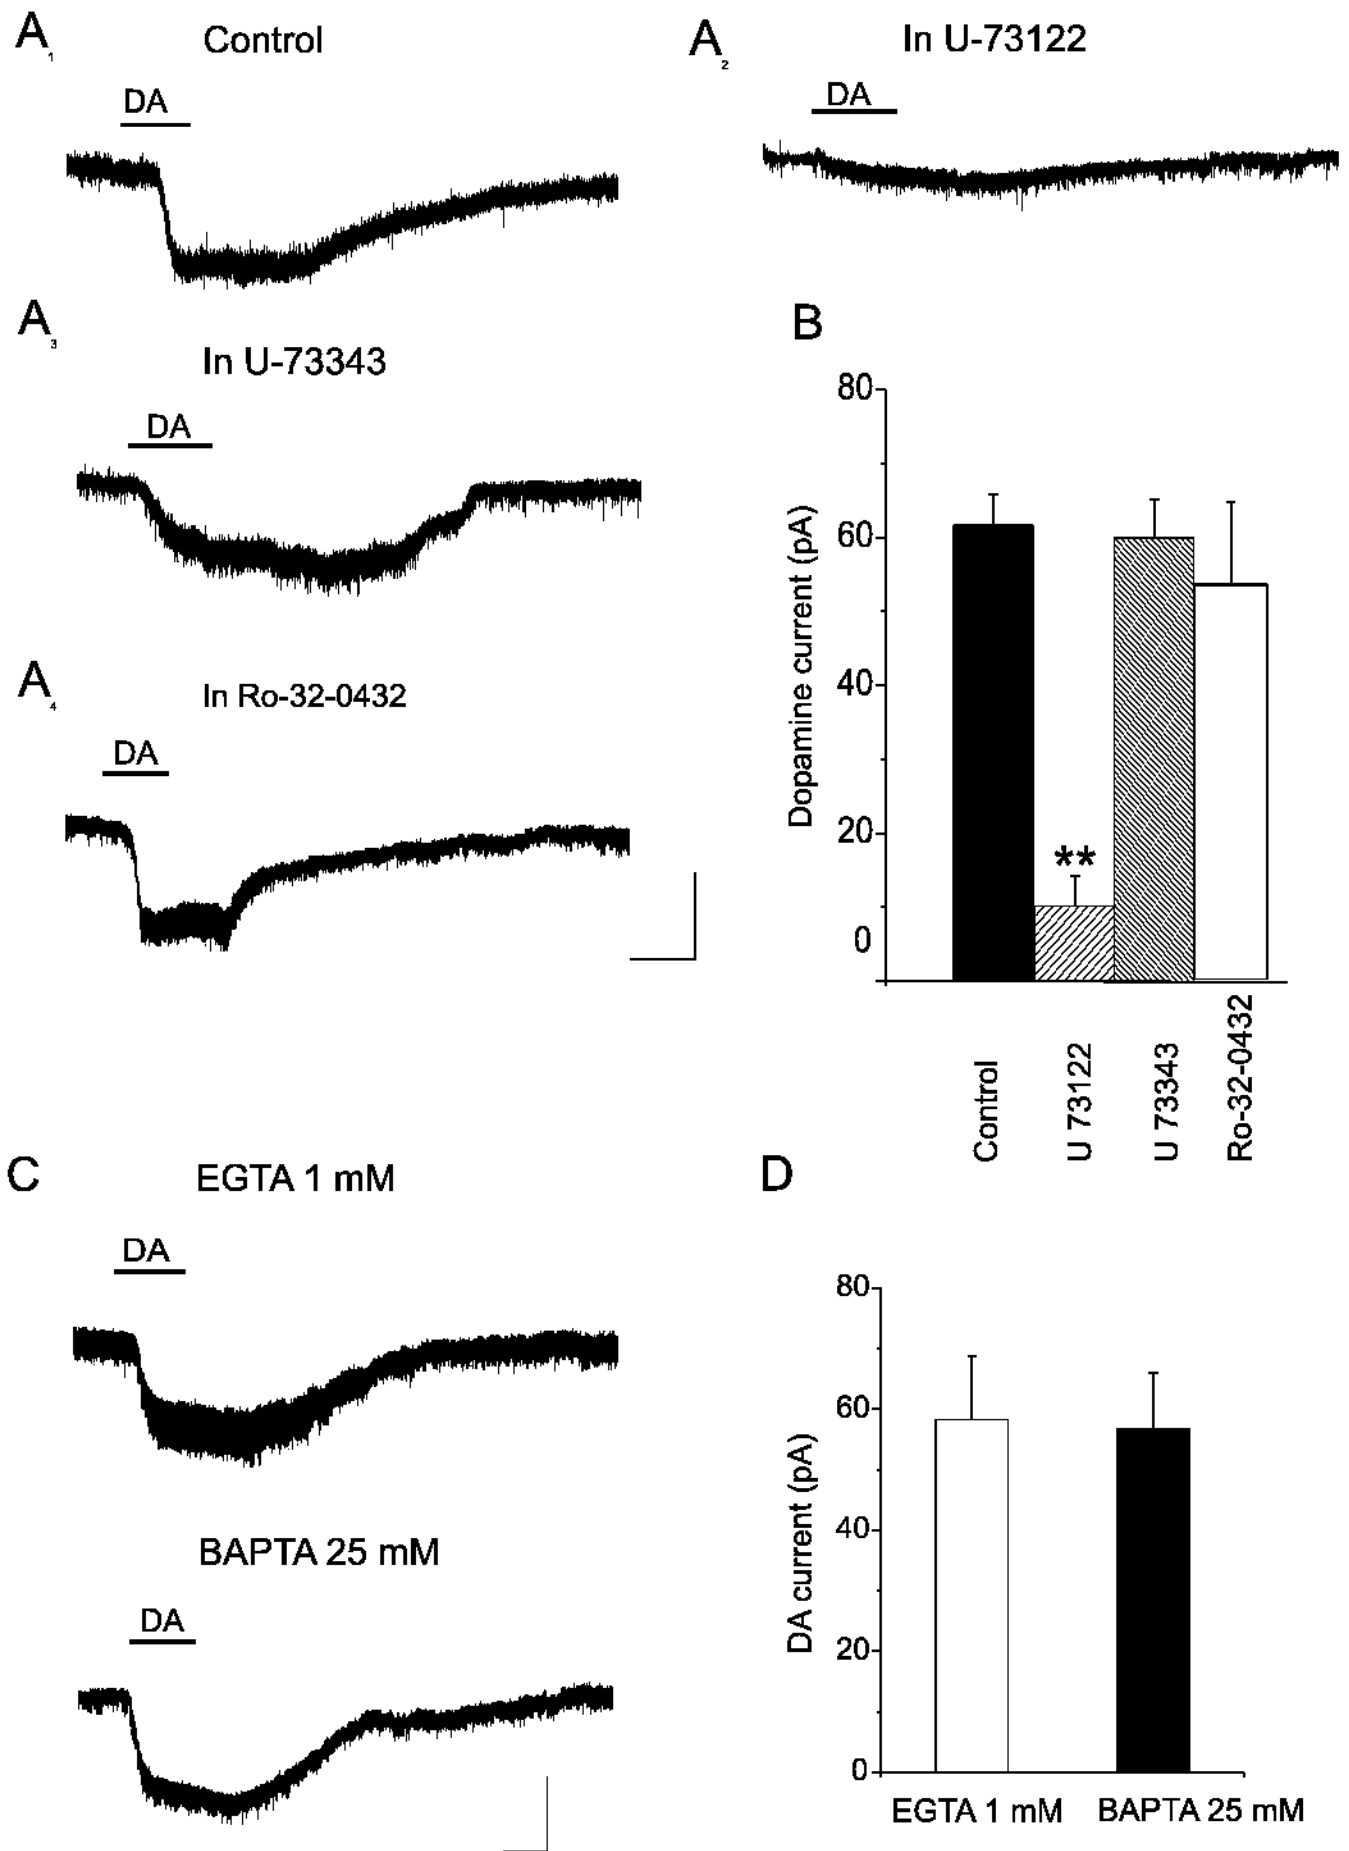 A1
Control
DA
A2
In U-73122
DA
A3
In U-73343
DA
A4
In Ro-32-0432
DA
B
80
60
40
20
0
Dopamine current (pA)
**
Control
U 73122
U 73343
Ro-32-0432
C
EGTA 1 mM
DA
BAPTA 25 mM
DA
D
80
60
40
20
0
DA current (pA)
EGTA 1 mM
BAPTA 25 mM